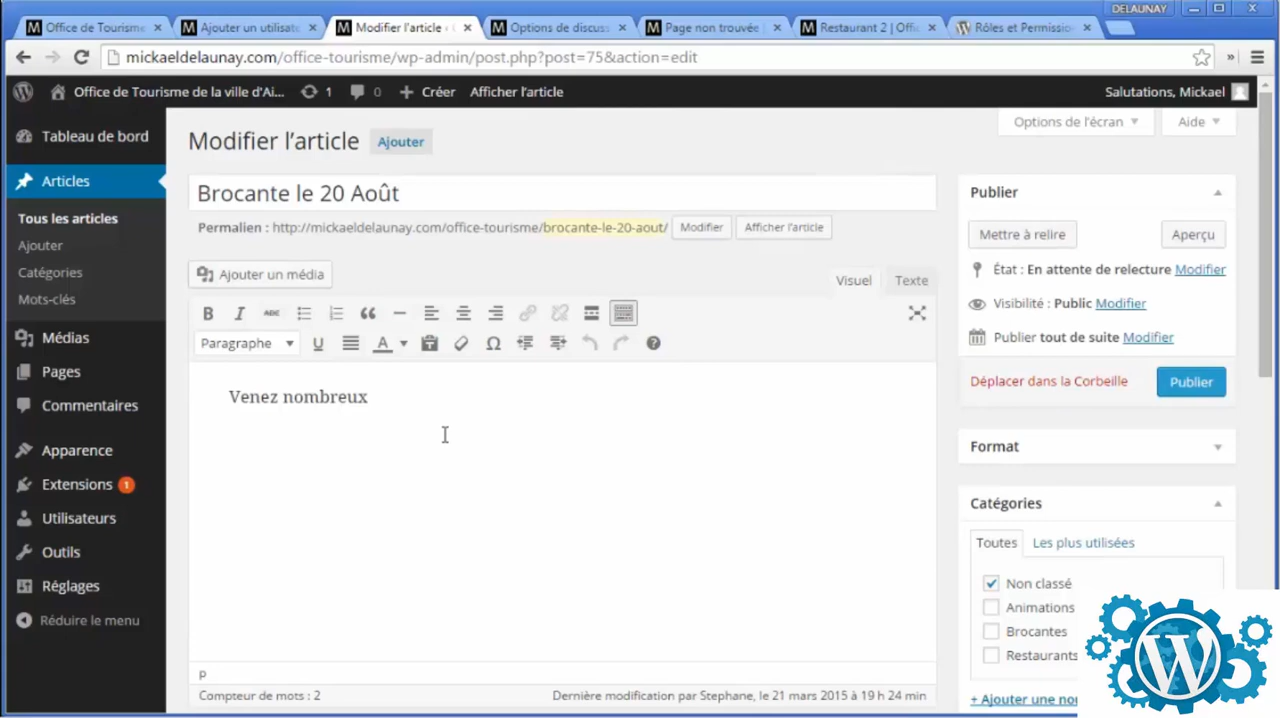 DELAUNAY
Office de Tourisme
Ajouter un utilisat
Modifier l'article ‹
Options de discuss
Page non trouvée
Restaurant 2 | Offi
Rôles et Permissio
mickaeldelaunay.com/office-tourisme/wp-admin/post.php?post=75&action=edit
Office de Tourisme de la ville d'Ai... 1 0 + Créer Afficher l'article Salutations, Mickael
Tableau de bord
Articles
Tous les articles
Ajouter
Catégories
Mots-clés
Médias
Pages
Commentaires
Apparence
Extensions 1
Utilisateurs
Outils
Réglages
Réduire le menu
Options de l'écran Aide
Modifier l'article Ajouter
Brocante le 20 Août
Permalien : http://mickaeldelaunay.com/office-tourisme/brocante-le-20-aout/ Modifier Afficher l'article
Ajouter un média
Visuel Texte
B I ABC
Paragraphe U A Ω
Venez nombreux
p
Compteur de mots : 2 Dernière modification par Stephane, le 21 mars 2015 à 19 h 24 min
Publier
Mettre à relire Aperçu
État : En attente de relecture Modifier
Visibilité : Public Modifier
Publier tout de suite Modifier
Déplacer dans la Corbeille Publier
Format
Catégories
Toutes Les plus utilisées
Non classé
Animations
Brocantes
Restaurants
+ Ajouter une nou